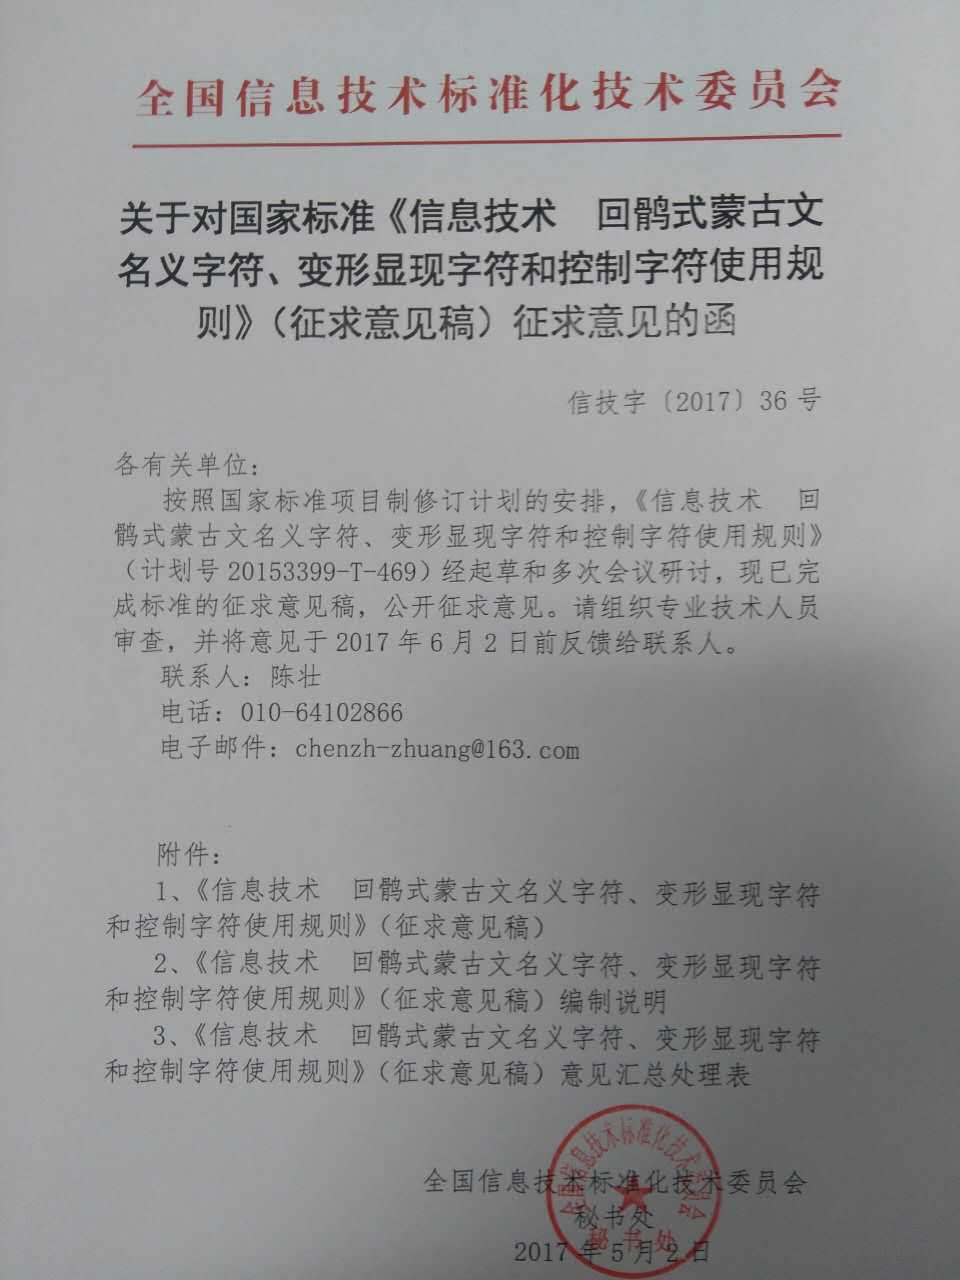 全国信息技术标准化技术委员会
关于对国家标准《信息技术　回鹘式蒙古文
名义字符、变形显现字符和控制字符使用规
则》（征求意见稿）征求意见的函
信技字〔2017〕36 号
各有关单位：
按照国家标准项目制修订计划的安排，《信息技术　回
鹘式蒙古文名义字符、变形显现字符和控制字符使用规则》
（计划号 20153399-T-469）经起草和多次会议研讨，现已完
成标准的征求意见稿，公开征求意见。请组织专业技术人员
审查，并将意见于 2017 年 6 月 2 日前反馈给联系人。
联系人：陈壮
电话：010-64102866
电子邮件：chenzh-zhuang@163.com
附件：
1、《信息技术　回鹘式蒙古文名义字符、变形显现字符
和控制字符使用规则》（征求意见稿）
2、《信息技术　回鹘式蒙古文名义字符、变形显现字符
和控制字符使用规则》（征求意见稿）编制说明
3、《信息技术　回鹘式蒙古文名义字符、变形显现字符
和控制字符使用规则》（征求意见稿）意见汇总处理表
全国信息技术标准化技术委员会
秘书处
2017 年 5 月 2 日
全国信息技术标准化技术委员会
秘书处